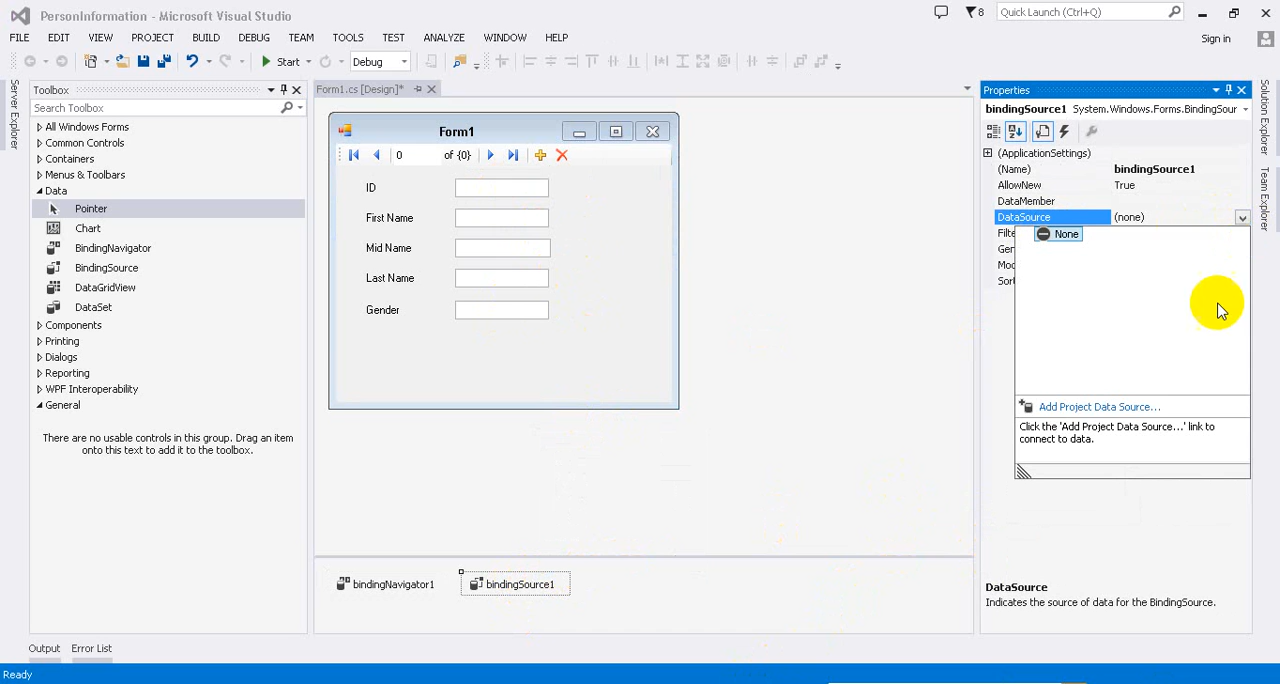 PersonInformation - Microsoft Visual Studio
8
Quick Launch (Ctrl+Q)
FILE EDIT VIEW PROJECT BUILD DEBUG TEAM TOOLS TEST ANALYZE WINDOW HELP
Sign in
Start Debug
Server Explorer
Toolbox
Search Toolbox
All Windows Forms
Common Controls
Containers
Menus & Toolbars
Data
Pointer
Chart
BindingNavigator
BindingSource
DataGridView
DataSet
Components
Printing
Dialogs
Reporting
WPF Interoperability
General
There are no usable controls in this group. Drag an item
onto this text to add it to the toolbox.
Form1.cs [Design]*
Form1
0 of {0}
ID
First Name
Mid Name
Last Name
Gender
bindingNavigator1 bindingSource1
Properties
bindingSource1 System.Windows.Forms.BindingSour
(ApplicationSettings)
(Name) bindingSource1
AllowNew True
DataMember
DataSource (none)
Filte
None
Gen
Mod
Sort
Add Project Data Source...
Click the 'Add Project Data Source...' link to
connect to data.
DataSource
Indicates the source of data for the BindingSource.
Solution Explorer
Team Explorer
Output Error List
Ready